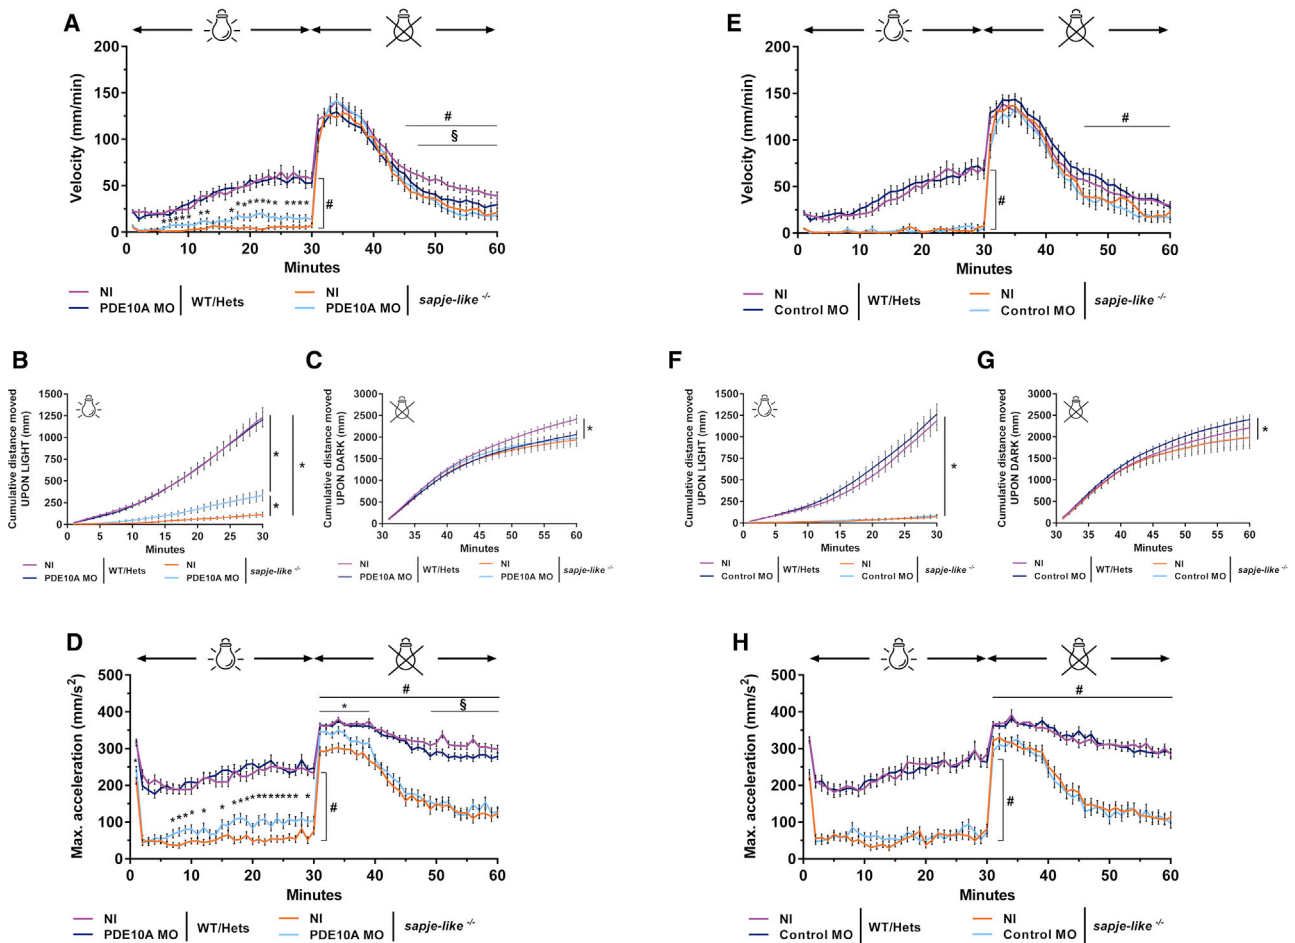 A
Velocity (mm/min)
200
150
100
50
0
#
§
* * * * * * * * * * * * * * * * * *
#
0 10 20 30 40 50 60
Minutes
NI
PDE10A MO
WT/Hets
NI
PDE10A MO
sapje-like -/-
E
Velocity (mm/min)
200
150
100
50
0
#
#
0 10 20 30 40 50 60
Minutes
NI
Control MO
WT/Hets
NI
Control MO
sapje-like -/-
B
Cumulative distance moved
UPON LIGHT (mm)
1500
1250
1000
750
500
250
0
*
*
*
0 5 10 15 20 25 30
Minutes
NI
PDE10A MO
WT/Hets
NI
PDE10A MO
sapje-like -/-
C
Cumulative distance moved
UPON DARK (mm)
3000
2500
2000
1500
1000
500
0
*
30 35 40 45 50 55 60
Minutes
NI
PDE10A MO
WT/Hets
NI
PDE10A MO
sapje-like -/-
F
Cumulative distance moved
UPON LIGHT (mm)
1500
1250
1000
750
500
250
0
*
0 5 10 15 20 25 30
Minutes
NI
Control MO
WT/Hets
NI
Control MO
sapje-like -/-
G
Cumulative distance moved
UPON DARK (mm)
3000
2500
2000
1500
1000
500
0
*
30 35 40 45 50 55 60
Minutes
NI
Control MO
WT/Hets
NI
Control MO
sapje-like -/-
D
Max. acceleration (mm/s2)
500
400
300
200
100
0
#
*
§
*
* * * * * * * * * * * * * * * * *
#
0 10 20 30 40 50 60
Minutes
NI
PDE10A MO
WT/Hets
NI
PDE10A MO
sapje-like -/-
H
Max. acceleration (mm/s2)
500
400
300
200
100
0
#
#
0 10 20 30 40 50 60
Minutes
NI
Control MO
WT/Hets
NI
Control MO
sapje-like -/-